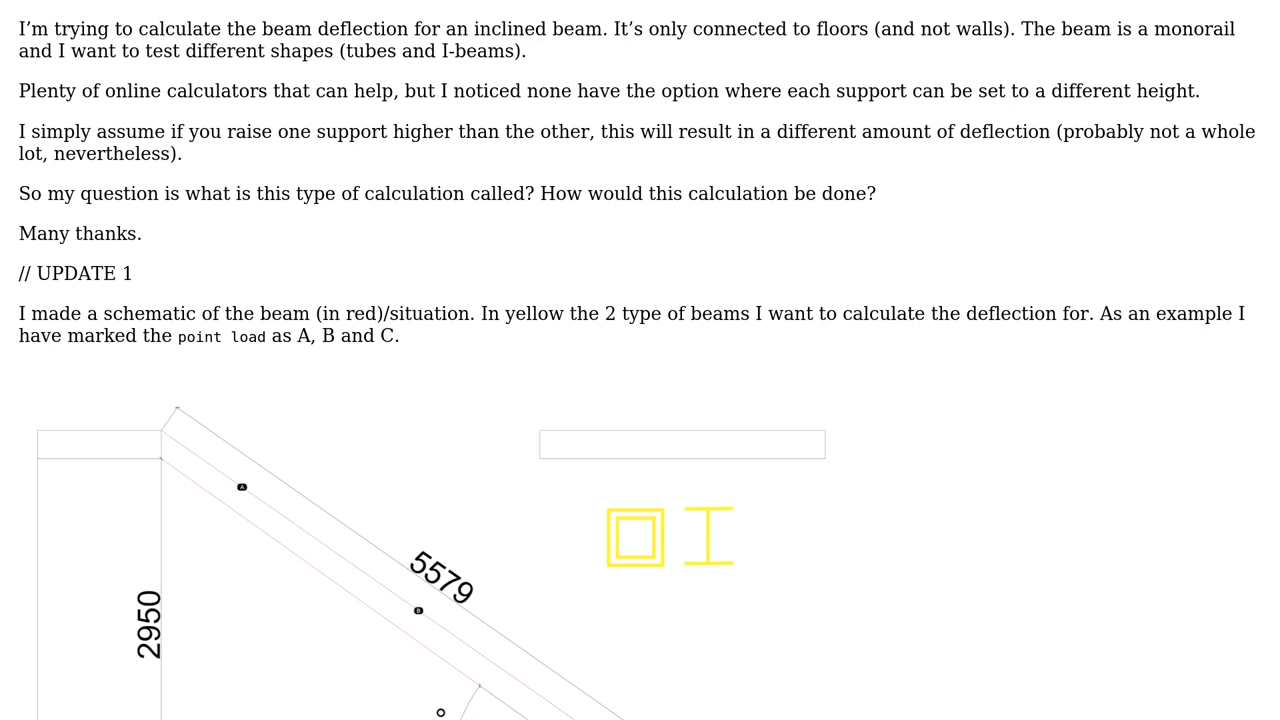 I’m trying to calculate the beam deflection for an inclined beam. It’s only connected to floors (and not walls). The beam is a monorail
and I want to test different shapes (tubes and I-beams).
Plenty of online calculators that can help, but I noticed none have the option where each support can be set to a different height.
I simply assume if you raise one support higher than the other, this will result in a different amount of deflection (probably not a whole
lot, nevertheless).
So my question is what is this type of calculation called? How would this calculation be done?
Many thanks.
// UPDATE 1
I made a schematic of the beam (in red)/situation. In yellow the 2 type of beams I want to calculate the deflection for. As an example I
have marked the point load as A, B and C.
A
5579
B
2950
°